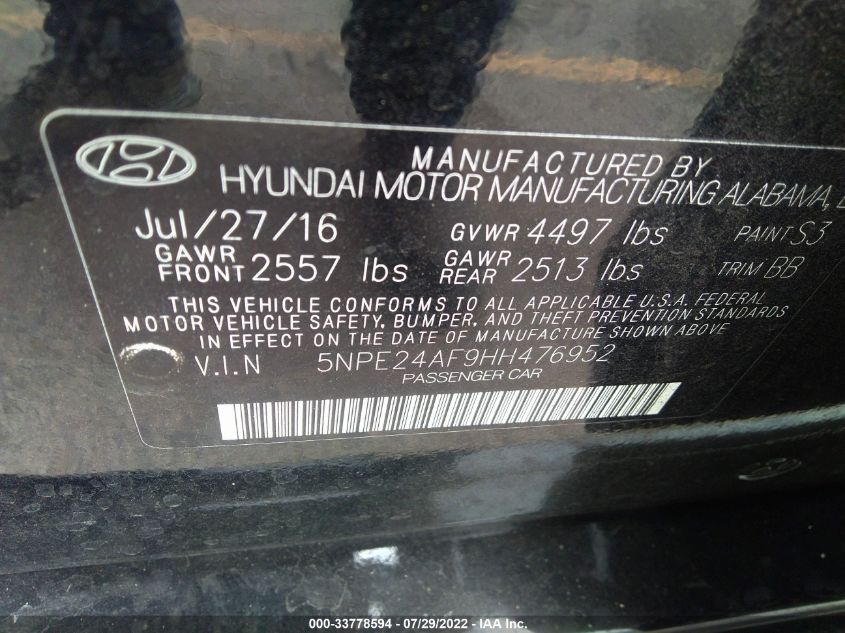 MANUFACTURED BY
HYUNDAI MOTOR MANUFACTURING ALABAMA,
Jul/27/16 GVWR 4497 lbs PAINT S3
GAWR FRONT 2557 lbs GAWR REAR 2513 lbs TRIM BB
THIS VEHICLE CONFORMS TO ALL APPLICABLE U.S.A. FEDERAL
MOTOR VEHICLE SAFETY, BUMPER, AND THEFT PREVENTION STANDARDS
IN EFFECT ON THE DATE OF MANUFACTURE SHOWN ABOVE
V.I.N 5NPE24AF9HH476952
PASSENGER CAR
000-33778594 - 07/29/2022 - © IAA Inc.